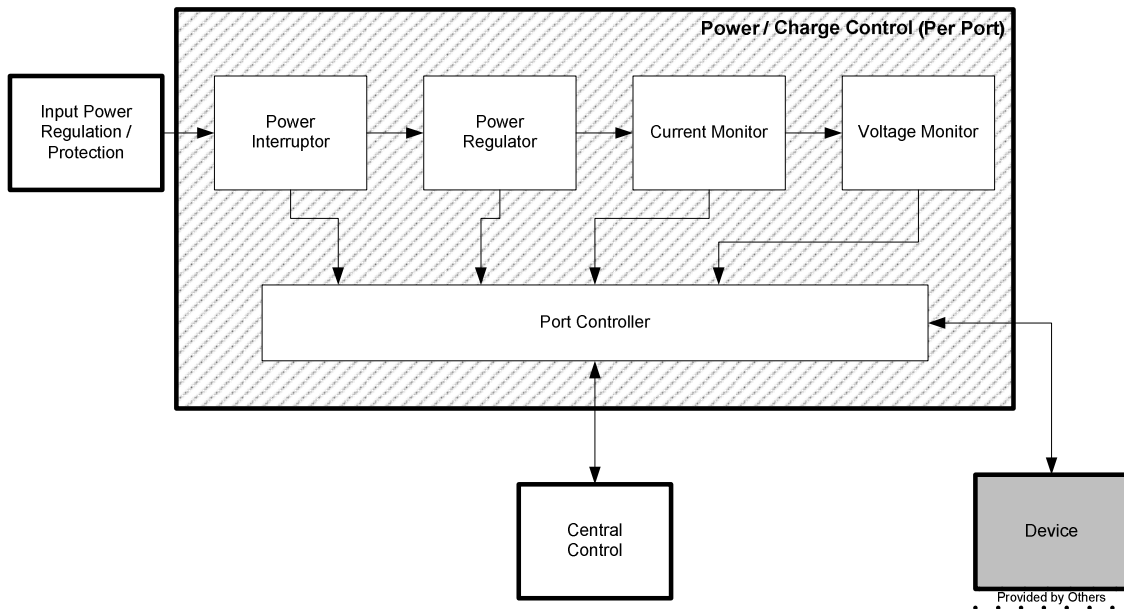 Power / Charge Control (Per Port)
Input Power
Regulation /
Protection
Power
Interruptor
Power
Regulator
Current Monitor
Voltage Monitor
Port Controller
Central
Control
Device
Provided by Others